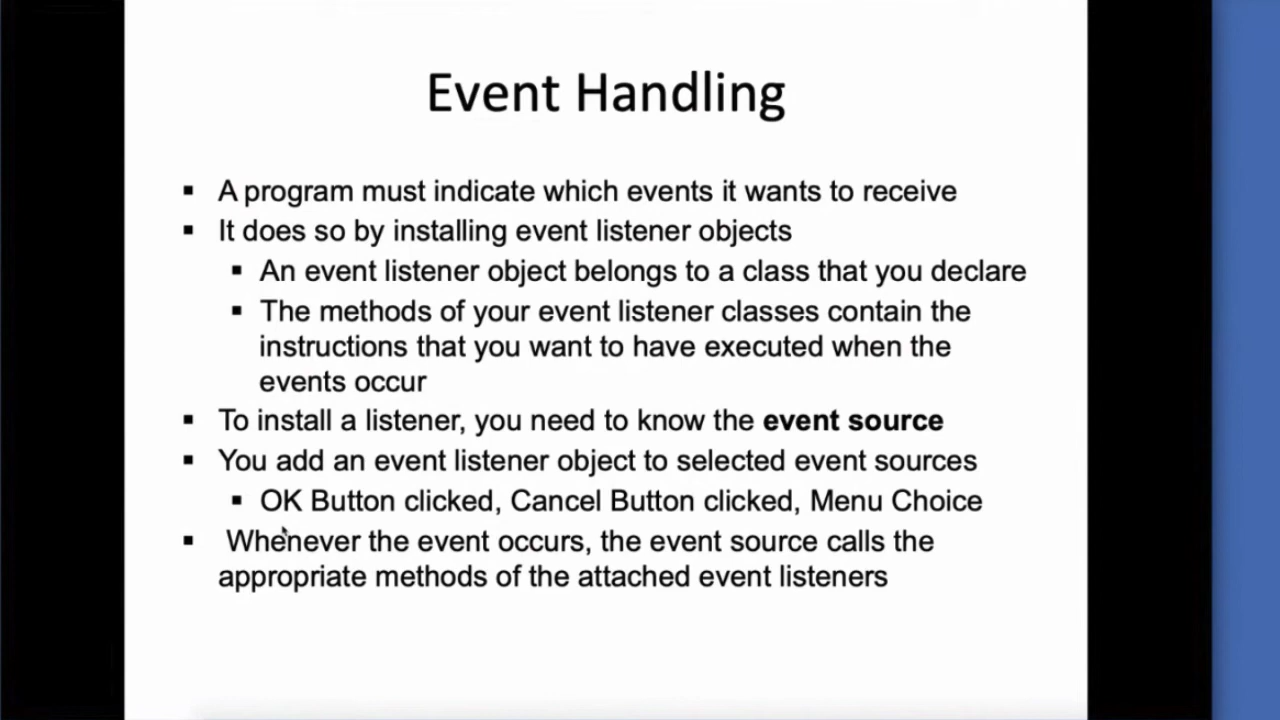 Event Handling
▪ A program must indicate which events it wants to receive
▪ It does so by installing event listener objects
▪ An event listener object belongs to a class that you declare
▪ The methods of your event listener classes contain the
instructions that you want to have executed when the
events occur
▪ To install a listener, you need to know the event source
▪ You add an event listener object to selected event sources
▪ OK Button clicked, Cancel Button clicked, Menu Choice
▪ Whenever the event occurs, the event source calls the
appropriate methods of the attached event listeners